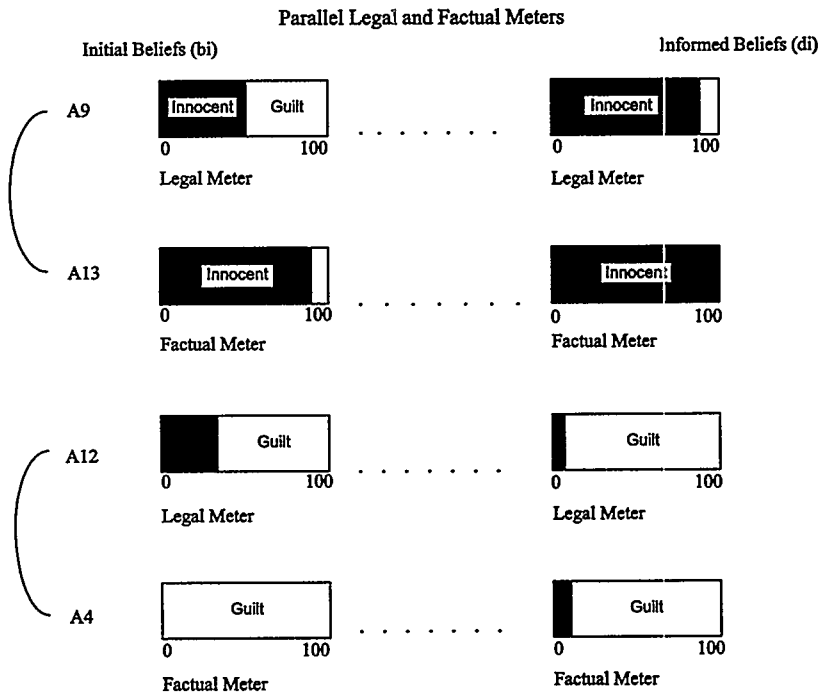 Parallel Legal and Factual Meters
Initial Beliefs (bi)
Informed Beliefs (di)
A9
Innocent
Guilt
0
100
Legal Meter
Innocent
0
100
Legal Meter
A13
Innocent
0
100
Factual Meter
Innocent
0
100
Factual Meter
A12
Guilt
0
100
Legal Meter
Guilt
0
100
Legal Meter
A4
Guilt
0
100
Factual Meter
Guilt
0
100
Factual Meter